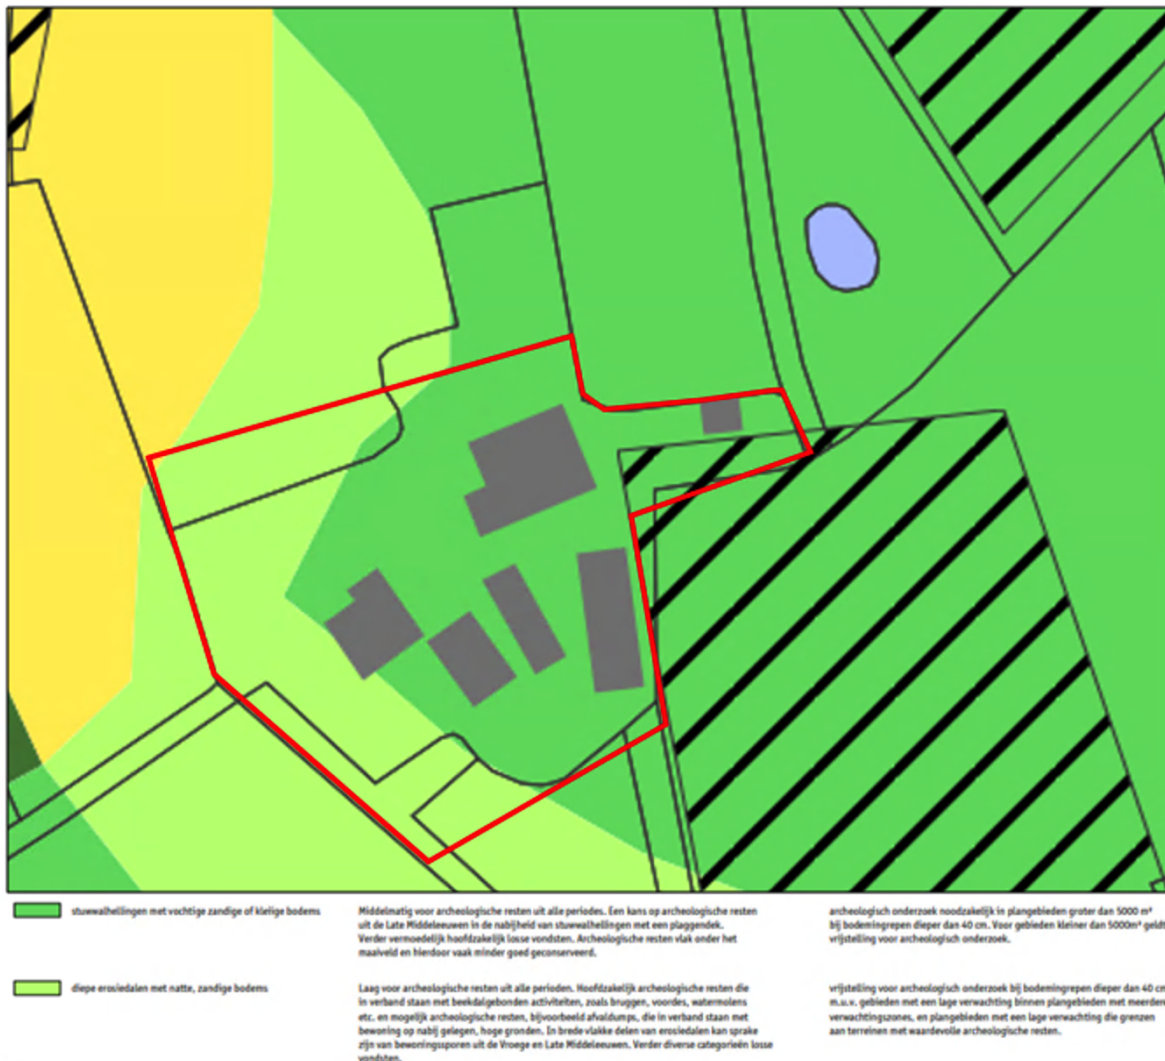 stuwwalhellingen met vochtige zandige of kleiige bodems
Middelmatig voor archeologische resten uit alle periodes. Een kans op archeologische resten
uit de Late Middeleeuwen in de nabijheid van stuwwalhellingen met een plaggendek.
Verder vermoedelijk hoofdzakelijk losse vondsten. Archeologische resten vlak onder het
maaiveld en hierdoor vaak minder goed geconserveerd.
archeologisch onderzoek noodzakelijk in plangebieden groter dan 5000 m²
bij bodemingrepen dieper dan 40 cm. Voor gebieden kleiner dan 5000m² geldt
vrijstelling voor archeologisch onderzoek.
diepe erosiedalen met natte, zandige bodems
Laag voor archeologische resten uit alle perioden. Hoofdzakelijk archeologische resten die
in verband staan met beekdalgebonden activiteiten, zoals bruggen, voordes, watermolens
etc. en mogelijk archeologische resten, bijvoorbeeld afvaldumps, die in verband staan met
bewoning op nabij gelegen, hoge gronden. In brede vlakke delen van erosiedalen kan sprake
zijn van bewoningssporen uit de Vroege en Late Middeleeuwen. Verder diverse categorieën losse
vondsten.
vrijstelling voor archeologisch onderzoek bij bodemingrepen dieper dan 40 cm
m.u.v. gebieden met een lage verwachting binnen plangebieden met meerdere
verwachtingszones, en plangebieden met een lage verwachting die grenzen
aan terreinen met waardevolle archeologische resten.